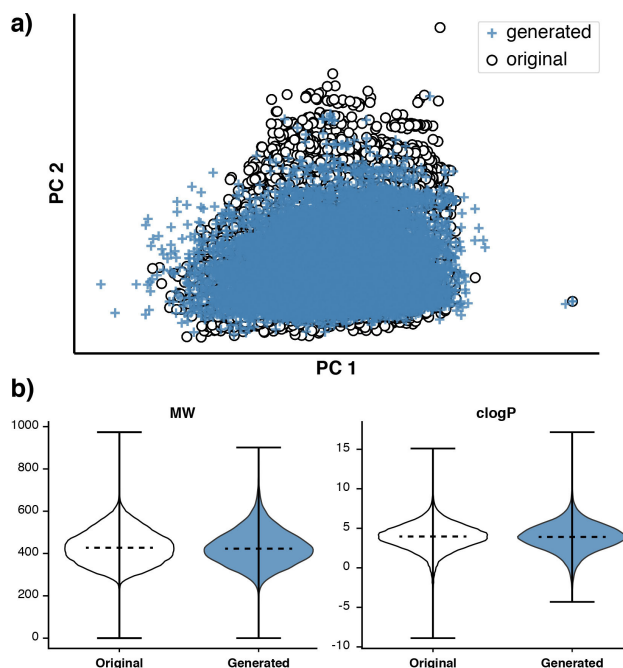 a)
generated
original
PC 2
PC 1
b)
MW
1000
800
600
400
200
0
Original Generated
clogP
15
10
5
0
-5
-10
Original Generated